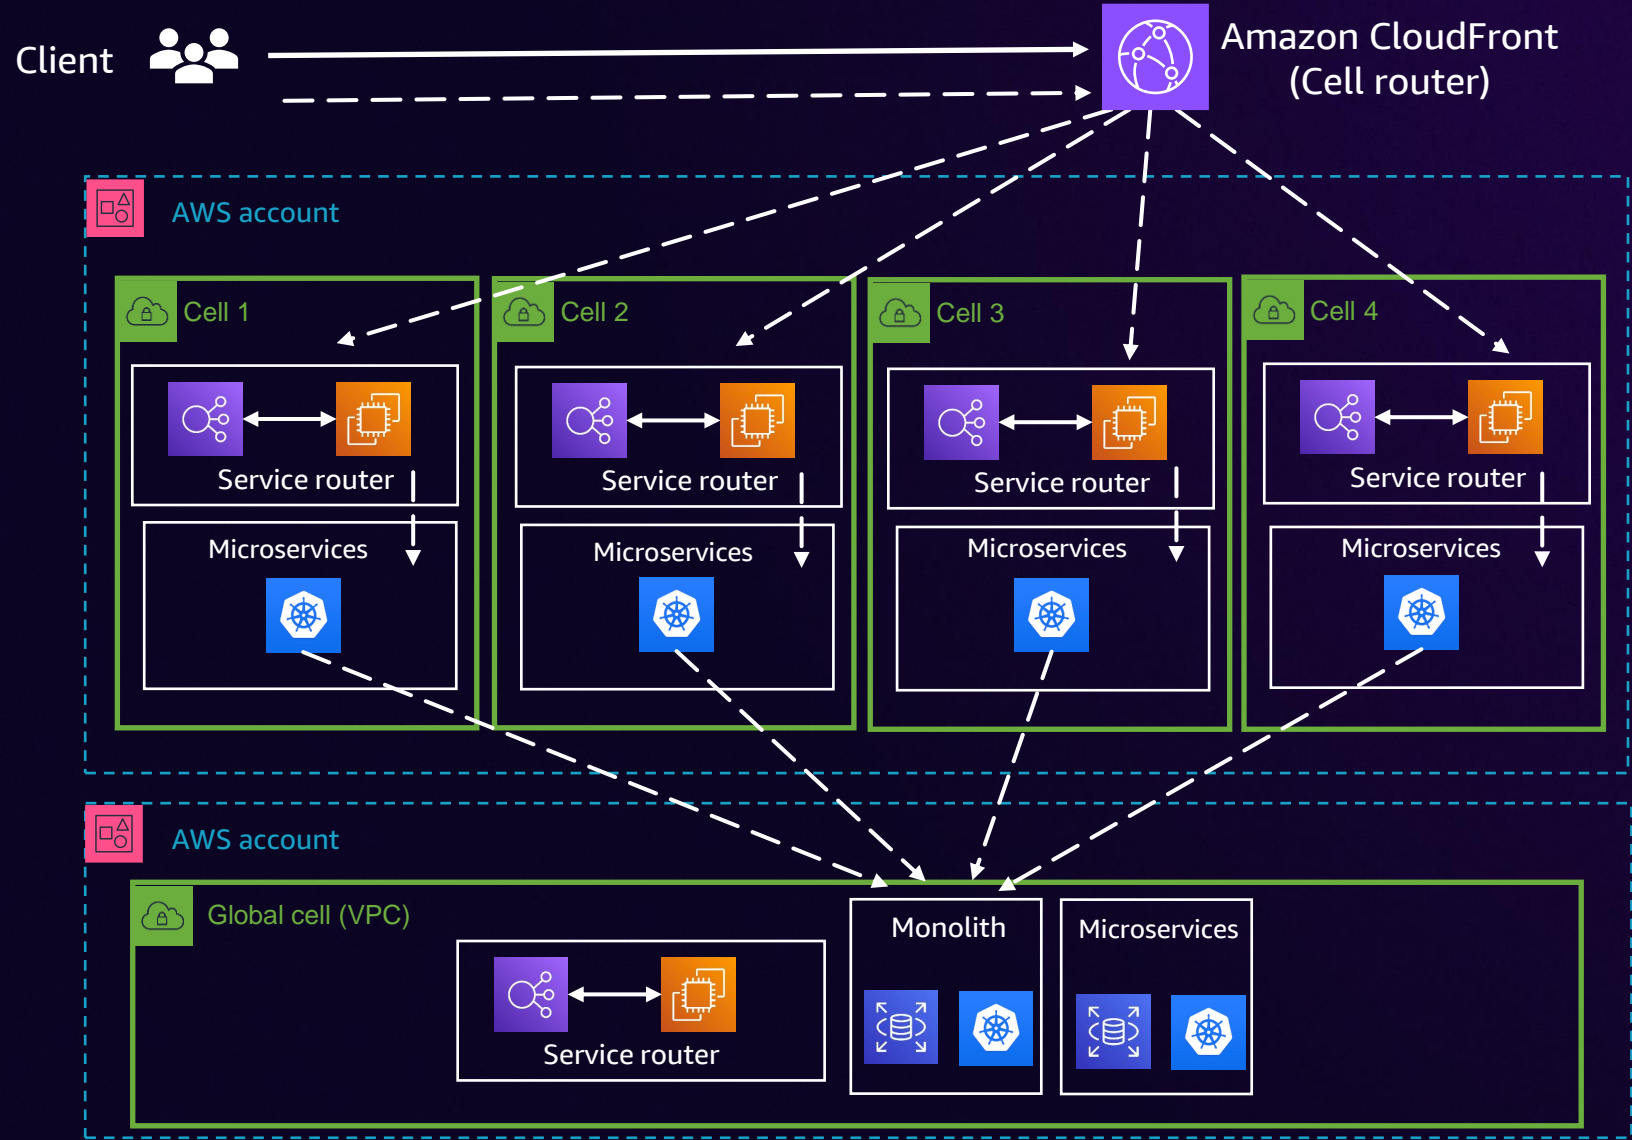 Client
Amazon CloudFront
(Cell router)
AWS account
Cell 1
Cell 2
Cell 3
Cell 4
Service router
Service router
Service router
Service router
Microservices
Microservices
Microservices
Microservices
AWS account
Global cell (VPC)
Service router
Monolith
Microservices